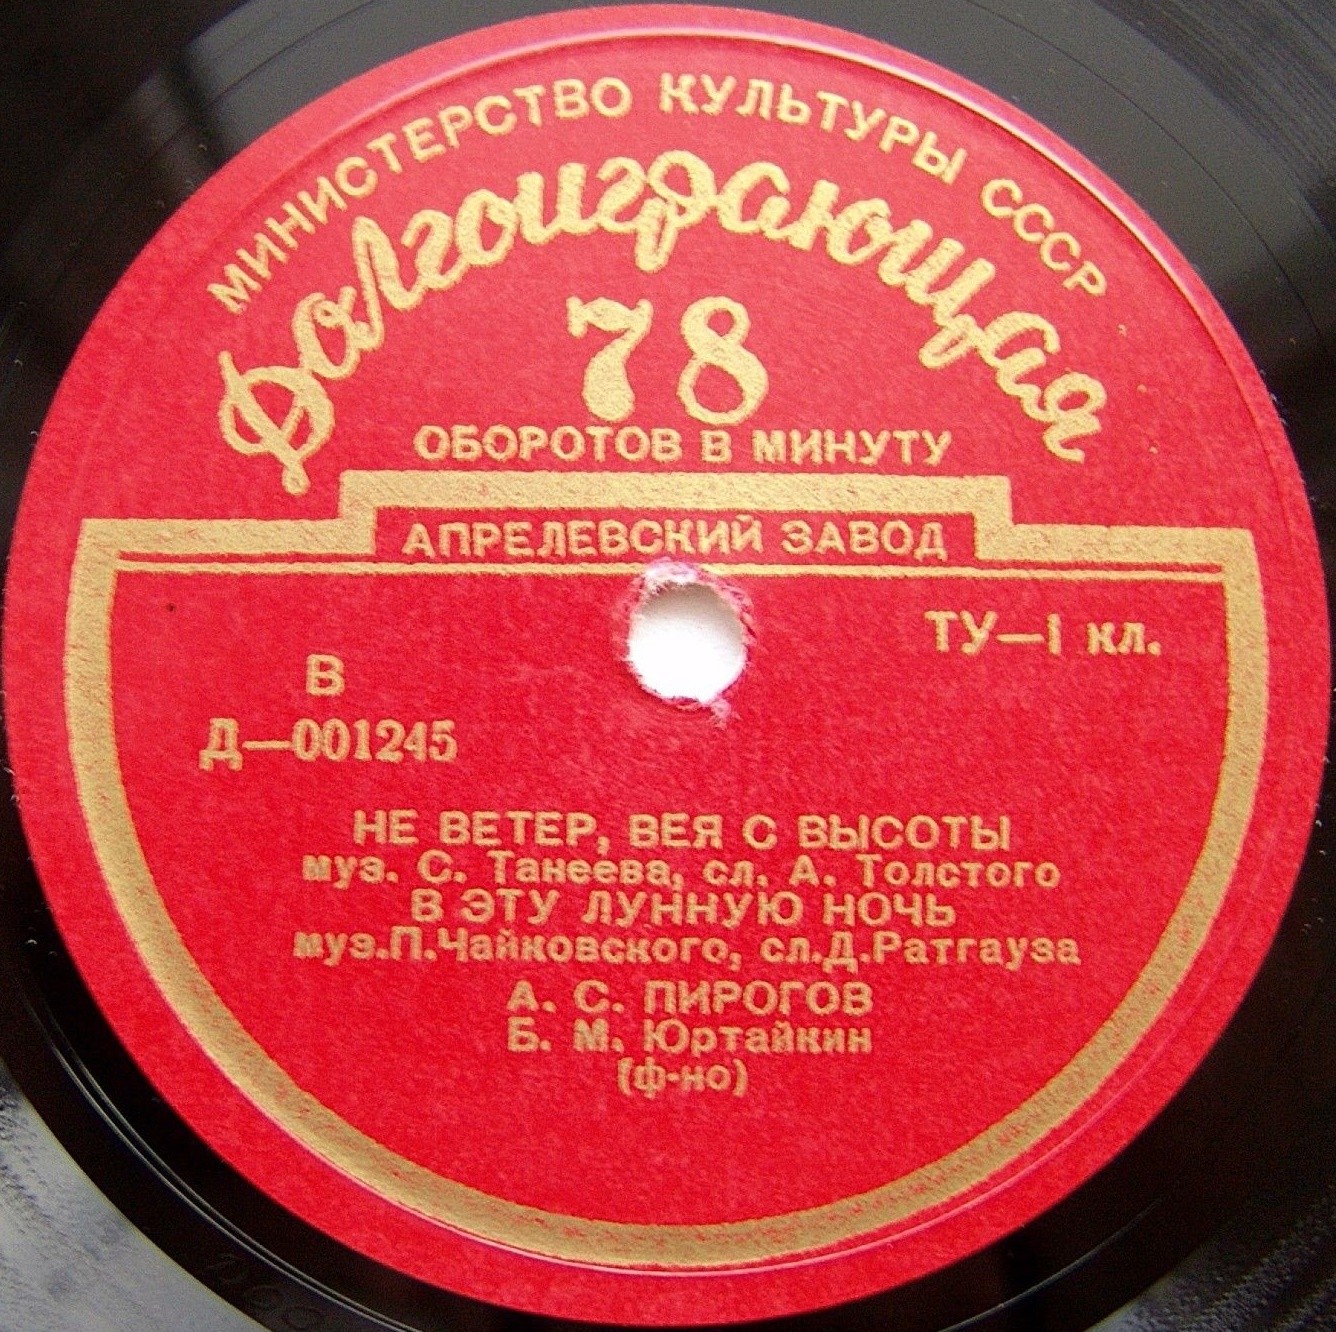 МИНИСТЕРСТВО КУЛЬТУРЫ СССР
Долгоиграющая
78
ОБОРОТОВ В МИНУТУ
АПРЕЛЕВСКИЙ ЗАВОД
ТУ—I кл.
В
Д—001245
НЕ ВЕТЕР, ВЕЯ С ВЫСОТЫ
муз. С. Танеева, сл. А. Толстого
В ЭТУ ЛУННУЮ НОЧЬ
муз.П.Чайковского, сл.Д.Ратгауза
А. С. ПИРОГОВ
Б. М. Юртайкин
(ф-но)